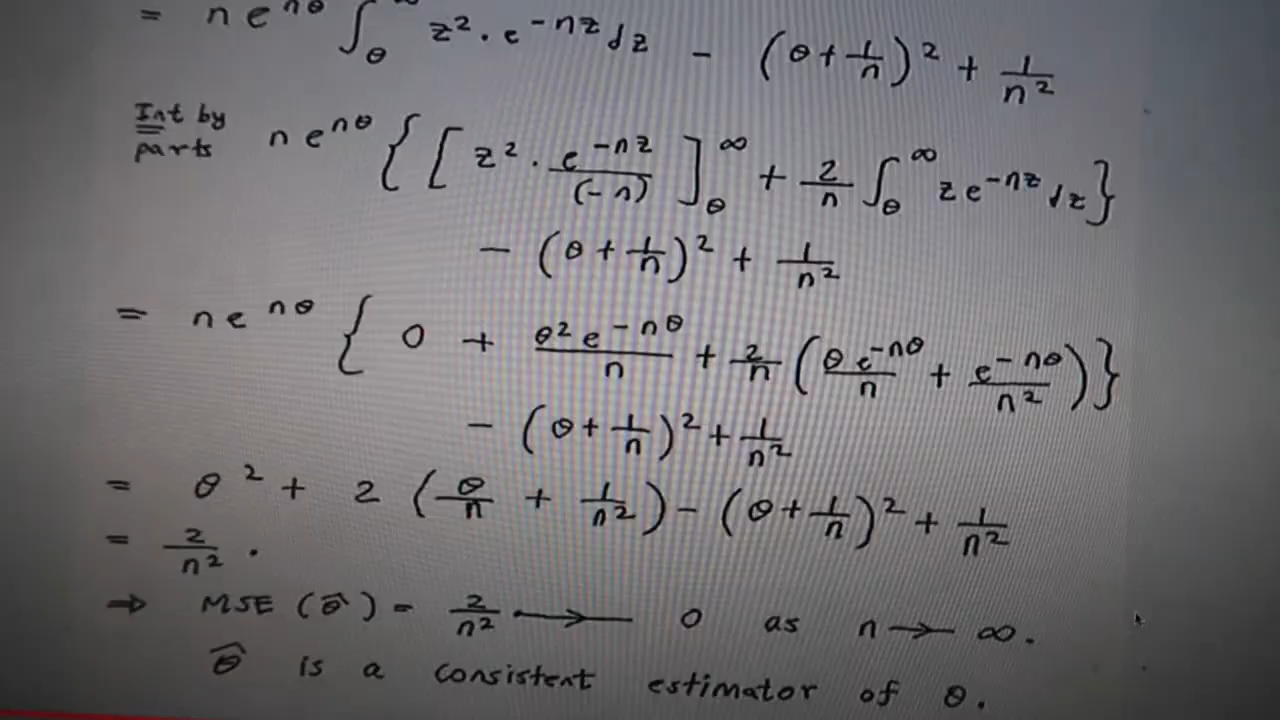 = n e^{nθ} ∫_θ^∞ z² · e^{-nz} dz - (θ + 1/n)² + 1/n²
Int by parts n e^{nθ} { [ z² · e^{-nz}/(-n) ]_θ^∞ + 2/n ∫_θ^∞ z e^{-nz} dz }
- (θ + 1/n)² + 1/n²
= n e^{nθ} { 0 + θ² e^{-nθ}/n + 2/n ( θ e^{-nθ}/n + e^{-nθ}/n² ) }
- (θ + 1/n)² + 1/n²
= θ² + 2 ( θ/n + 1/n² ) - (θ + 1/n)² + 1/n²
= 2/n² .
⇒ MSE (θ̂) = 2/n² → 0 as n → ∞.
θ̂ is a consistent estimator of θ.